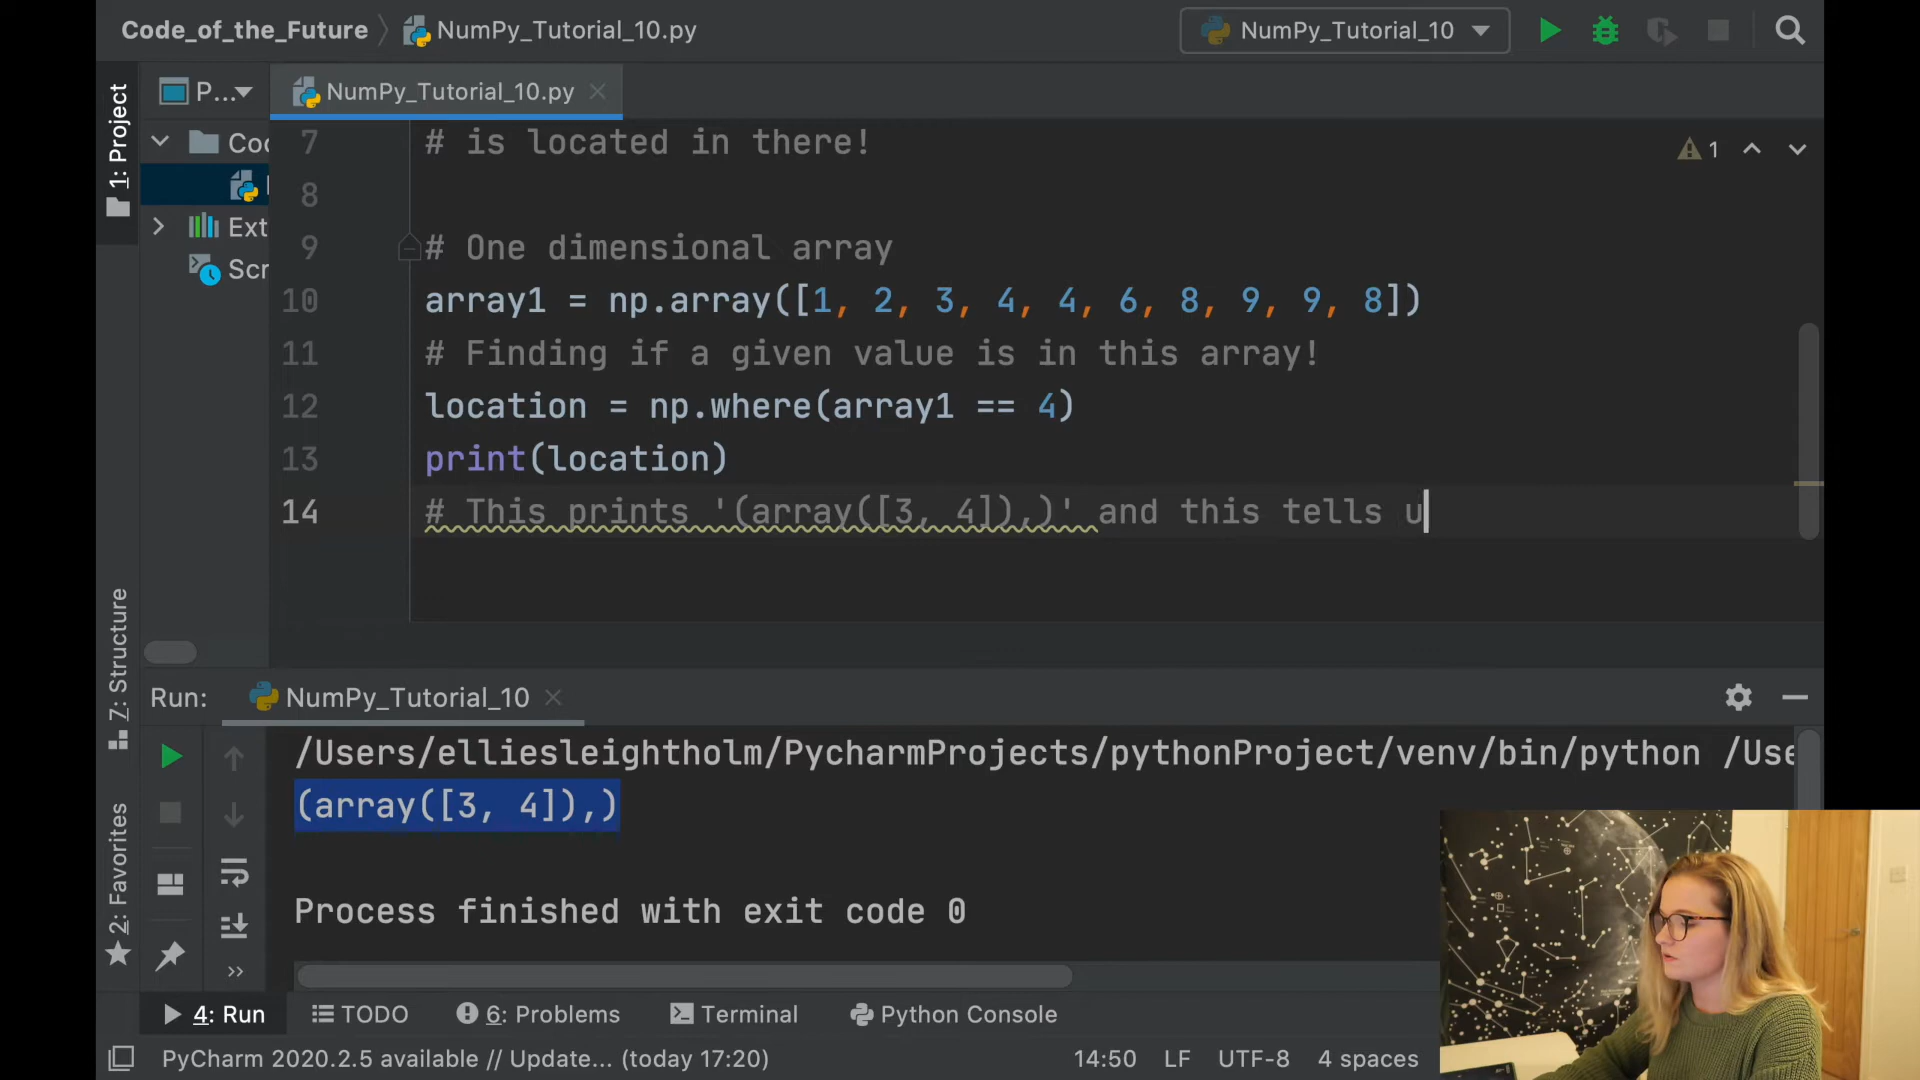 Code_of_the_Future
NumPy_Tutorial_10.py
NumPy_Tutorial_10
1: Project
P...
NumPy_Tutorial_10.py
Ext
Scr
7 # is located in there!
8
9 # One dimensional array
10 array1 = np.array([1, 2, 3, 4, 4, 6, 8, 9, 9, 8])
11 # Finding if a given value is in this array!
12 location = np.where(array1 == 4)
13 print(location)
14 # This prints '(array([3, 4]),)' and this tells u
1
Z: Structure
2: Favorites
Run:
NumPy_Tutorial_10
/Users/elliesleightholm/PycharmProjects/pythonProject/venv/bin/python /Use
(array([3, 4]),)
Process finished with exit code 0
4: Run
TODO
6: Problems
Terminal
Python Console
PyCharm 2020.2.5 available // Update... (today 17:20)
14:50
LF
UTF-8
4 spaces